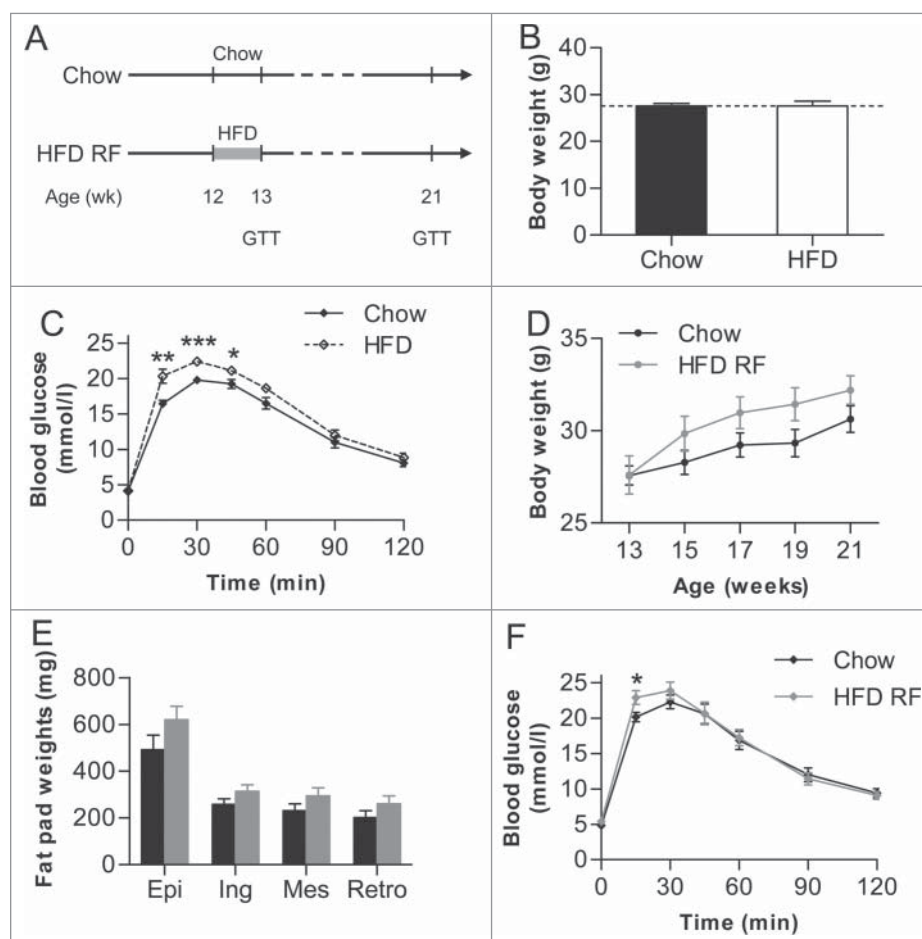 A
Chow
Chow
HFD
HFD RF
Age (wk) 12 13 21
GTT GTT
B
Body weight (g)
40
30
20
10
0
Chow HFD
C
Chow
HFD
Blood glucose
(mmol/l)
25
20
15
10
5
0
** *** *
0 30 60 90 120
Time (min)
D
Chow
HFD RF
Body weight (g)
35
30
25
13 15 17 19 21
Age (weeks)
E
Fat pad weights (mg)
800
600
400
200
0
Epi Ing Mes Retro
F
Chow
HFD RF
Blood glucose
(mmol/l)
25
20
15
10
5
0
*
0 30 60 90 120
Time (min)